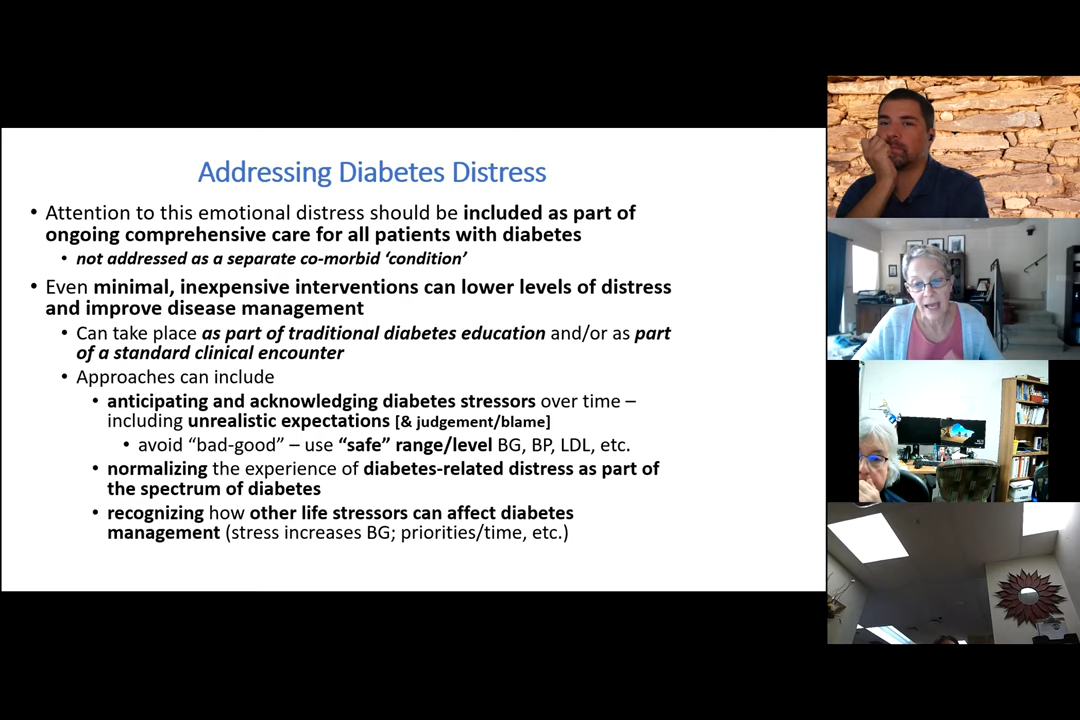 Addressing Diabetes Distress
• Attention to this emotional distress should be included as part of
ongoing comprehensive care for all patients with diabetes
• not addressed as a separate co-morbid ‘condition’
• Even minimal, inexpensive interventions can lower levels of distress
and improve disease management
• Can take place as part of traditional diabetes education and/or as part
of a standard clinical encounter
• Approaches can include
• anticipating and acknowledging diabetes stressors over time –
including unrealistic expectations [& judgement/blame]
• avoid “bad-good” – use “safe” range/level BG, BP, LDL, etc.
• normalizing the experience of diabetes-related distress as part of
the spectrum of diabetes
• recognizing how other life stressors can affect diabetes
management (stress increases BG; priorities/time, etc.)